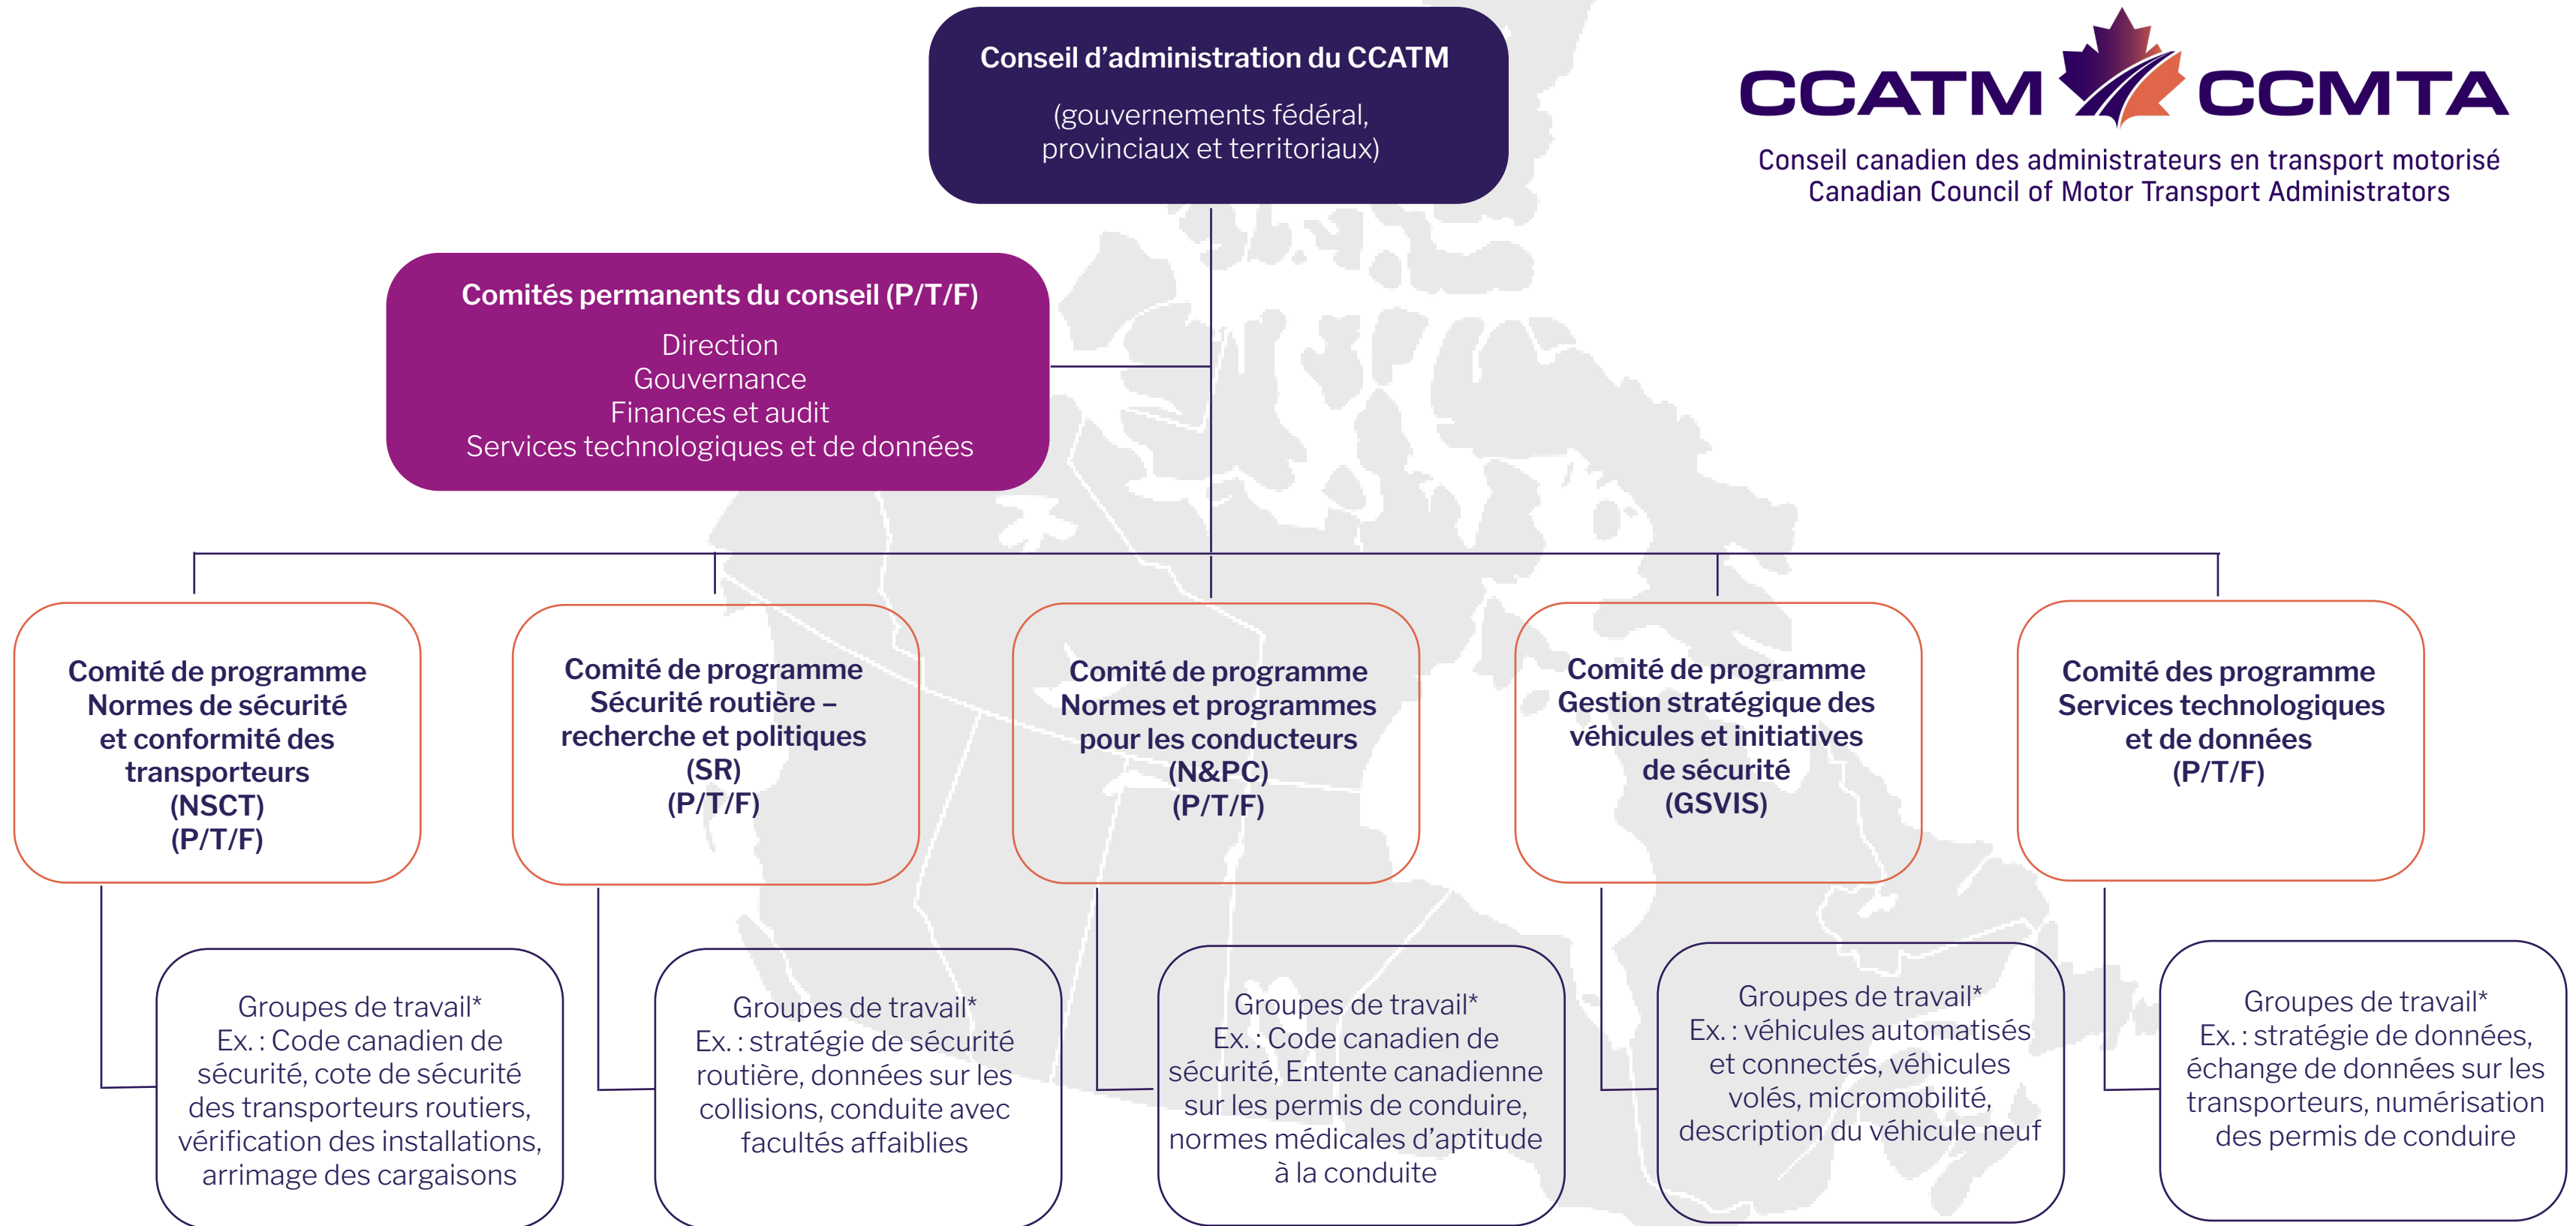 Conseil d’administration du CCATM
(gouvernements fédéral,
provinciaux et territoriaux)
CCATM CCMTA
Conseil canadien des administrateurs en transport motorisé
Canadian Council of Motor Transport Administrators
Comités permanents du conseil (P/T/F)
Direction
Gouvernance
Finances et audit
Services technologiques et de données
Comité de programme
Normes de sécurité
et conformité des
transporteurs
(NSCT)
(P/T/F)
Comité de programme
Sécurité routière –
recherche et politiques
(SR)
(P/T/F)
Comité de programme
Normes et programmes
pour les conducteurs
(N&PC)
(P/T/F)
Comité de programme
Gestion stratégique des
véhicules et initiatives
de sécurité
(GSVIS)
Comité des programme
Services technologiques
et de données
(P/T/F)
Groupes de travail*
Ex. : Code canadien de
sécurité, cote de sécurité
des transporteurs routiers,
vérification des installations,
arrimage des cargaisons
Groupes de travail*
Ex. : stratégie de sécurité
routière, données sur les
collisions, conduite avec
facultés affaiblies
Groupes de travail*
Ex. : Code canadien de
sécurité, Entente canadienne
sur les permis de conduire,
normes médicales d’aptitude
à la conduite
Groupes de travail*
Ex. : véhicules automatisés
et connectés, véhicules
volés, micromobilité,
description du véhicule neuf
Groupes de travail*
Ex. : stratégie de données,
échange de données sur les
transporteurs, numérisation
des permis de conduire